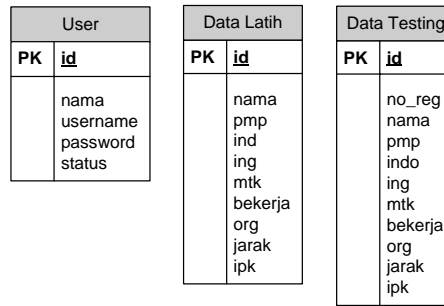 User
PK id
nama
username
password
status
Data Latih
PK id
nama
pmp
ind
ing
mtk
bekerja
org
jarak
ipk
Data Testing
PK id
no_reg
nama
pmp
indo
ing
mtk
bekerja
org
jarak
ipk